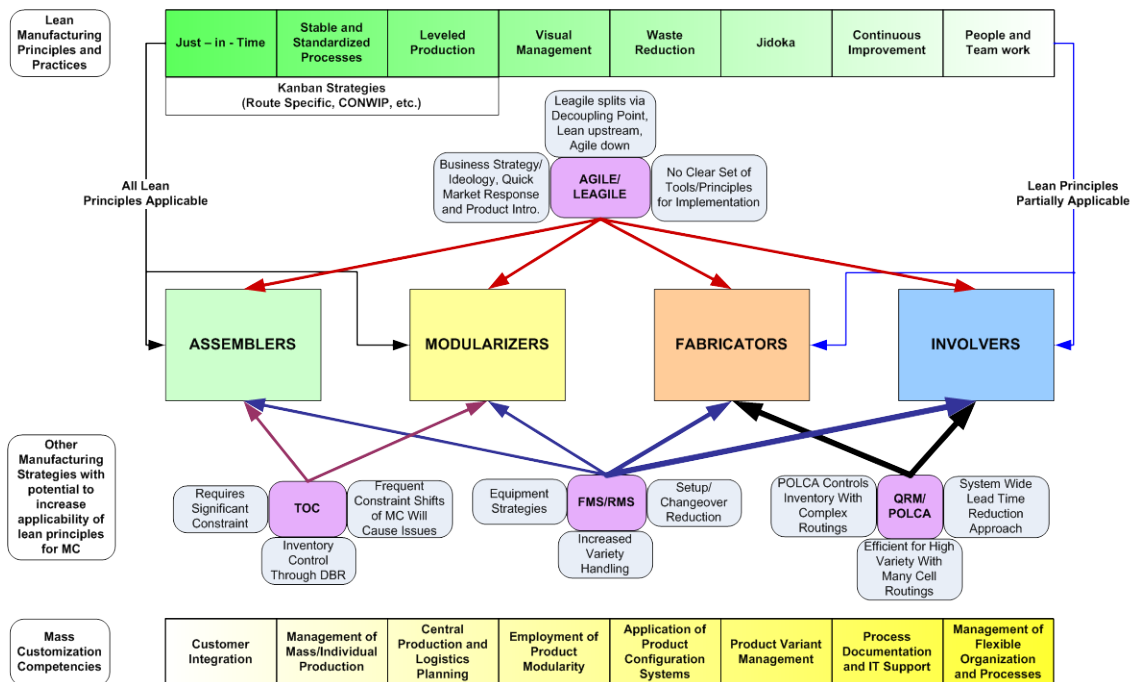 Lean
Manufacturing
Principles and
Practices
Just – in - Time
Stable and
Standardized
Processes
Leveled
Production
Visual
Management
Waste
Reduction
Jidoka
Continuous
Improvement
People and
Team work
Kanban Strategies
(Route Specific, CONWIP, etc.)
Leagile splits via
Decoupling Point,
Lean upstream,
Agile down
Business Strategy/
Ideology, Quick
Market Response
and Product Intro.
AGILE/
LEAGILE
No Clear Set of
Tools/Principles
for Implementation
All Lean
Principles Applicable
Lean Principles
Partially Applicable
ASSEMBLERS
MODULARIZERS
FABRICATORS
INVOLVERS
Other
Manufacturing
Strategies with
potential to
increase
applicability of
lean principles
for MC
Requires
Significant
Constraint
TOC
Frequent
Constraint Shifts
of MC Will
Cause Issues
Inventory
Control
Through DBR
Equipment
Strategies
FMS/RMS
Setup/
Changeover
Reduction
Increased
Variety
Handling
POLCA Controls
Inventory With
Complex
Routings
QRM/
POLCA
System Wide
Lead Time
Reduction
Approach
Efficient for High
Variety With
Many Cell
Routings
Mass
Customization
Competencies
Customer
Integration
Management of
Mass/Individual
Production
Central
Production and
Logistics
Planning
Employment of
Product
Modularity
Application of
Product
Configuration
Systems
Product Variant
Management
Process
Documentation
and IT Support
Management of
Flexible
Organization
and Processes